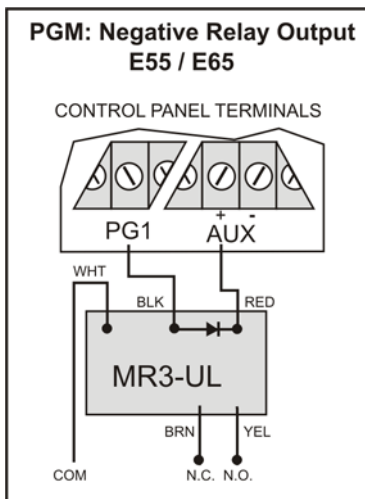 PGM: Negative Relay Output
E55 / E65
CONTROL PANEL TERMINALS
+ -
PG1 AUX
WHT
BLK RED
MR3-UL
BRN YEL
COM N.C. N.O.